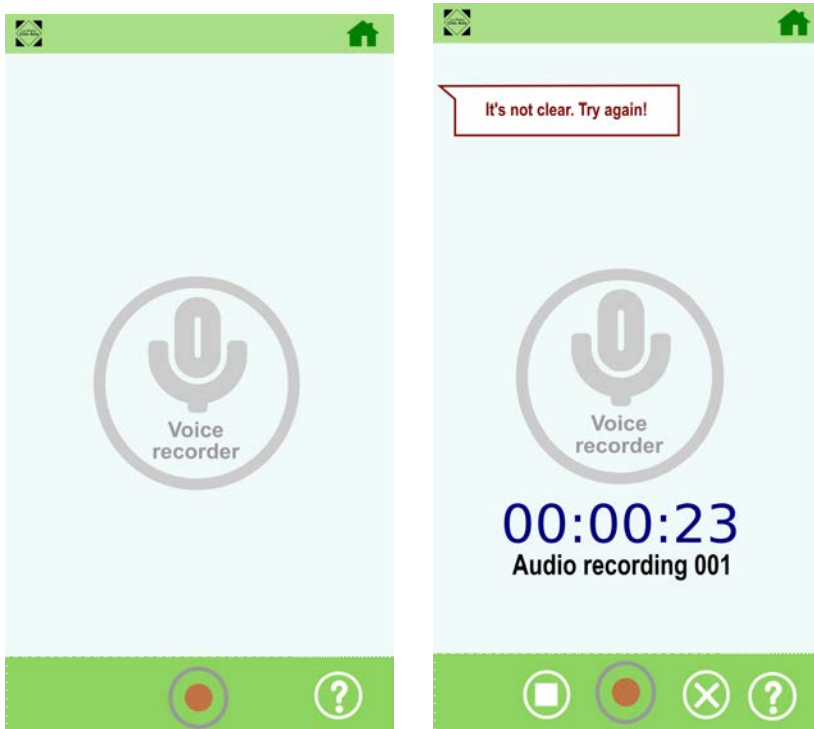 Voice
recorder
It's not clear. Try again!
Voice
recorder
00:00:23
Audio recording 001
?
?